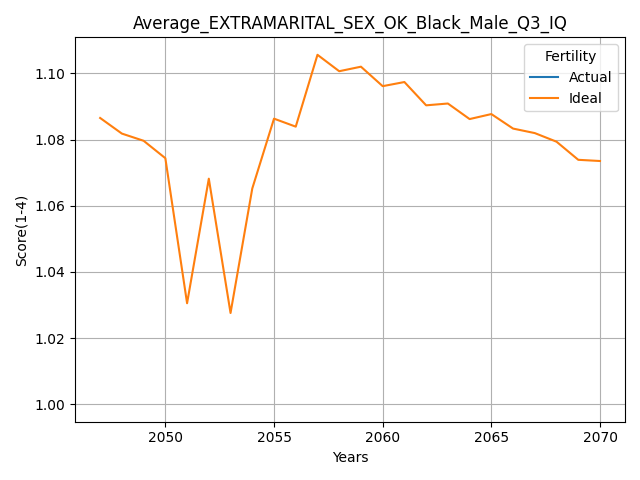 Average_EXTRAMARITAL_SEX_OK_Black_Male_Q3_IQ
Fertility
Actual
Ideal
Score(1-4)
1.10
1.08
1.06
1.04
1.02
1.00
2050 2055 2060 2065 2070
Years